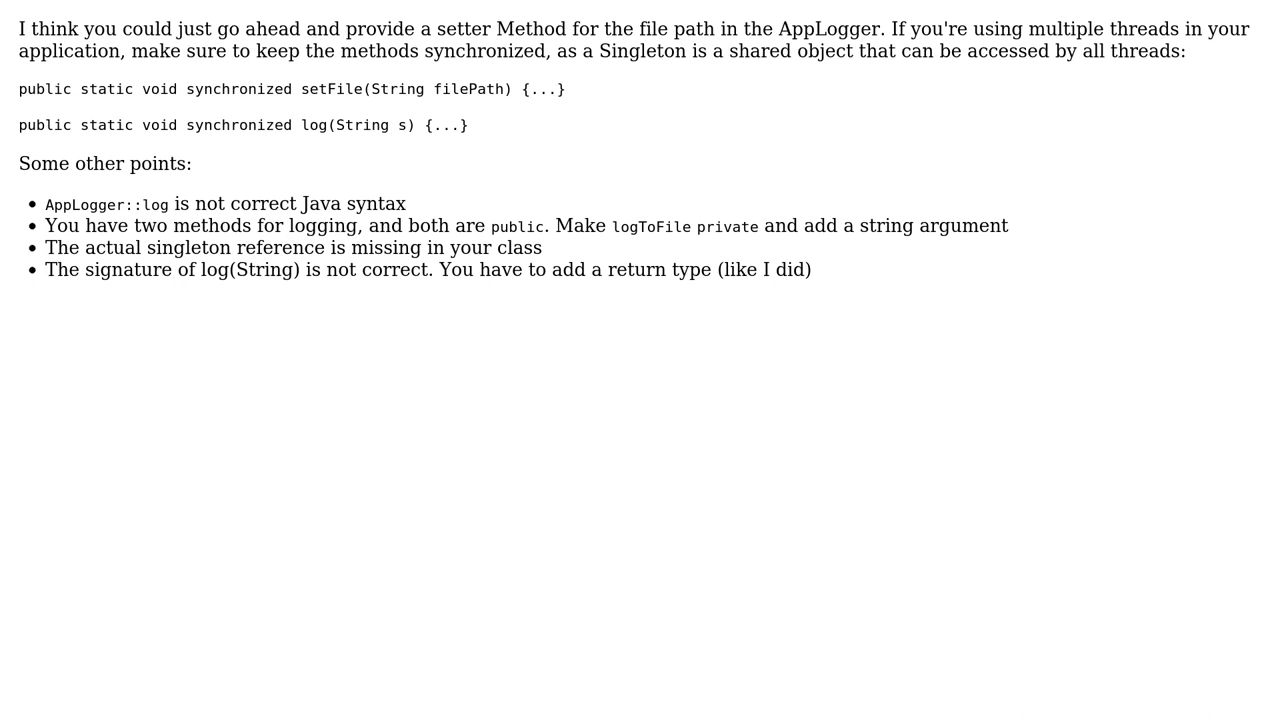 I think you could just go ahead and provide a setter Method for the file path in the AppLogger. If you're using multiple threads in your
application, make sure to keep the methods synchronized, as a Singleton is a shared object that can be accessed by all threads:
public static void synchronized setFile(String filePath) {...}
public static void synchronized log(String s) {...}
Some other points:
• AppLogger::log is not correct Java syntax
• You have two methods for logging, and both are public. Make logToFile private and add a string argument
• The actual singleton reference is missing in your class
• The signature of log(String) is not correct. You have to add a return type (like I did)